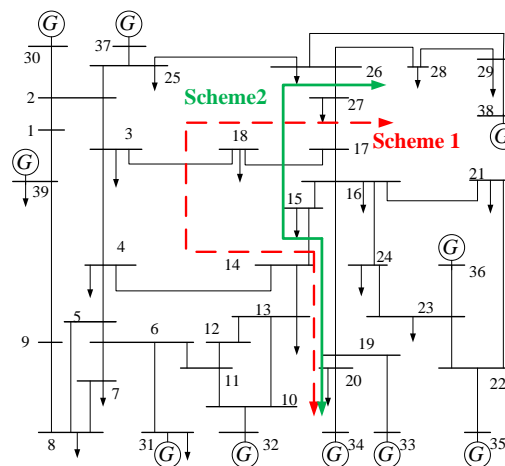 G G
30 37 26 29
25 28
2 Scheme2 27 38
1 G
3 18 Scheme 1
17
G 21
39 16
15
4 G
14 24 36
13 23
5 6 12
9 19
11 20 22
7 10
8 31 32 34 33 35
G G G G G